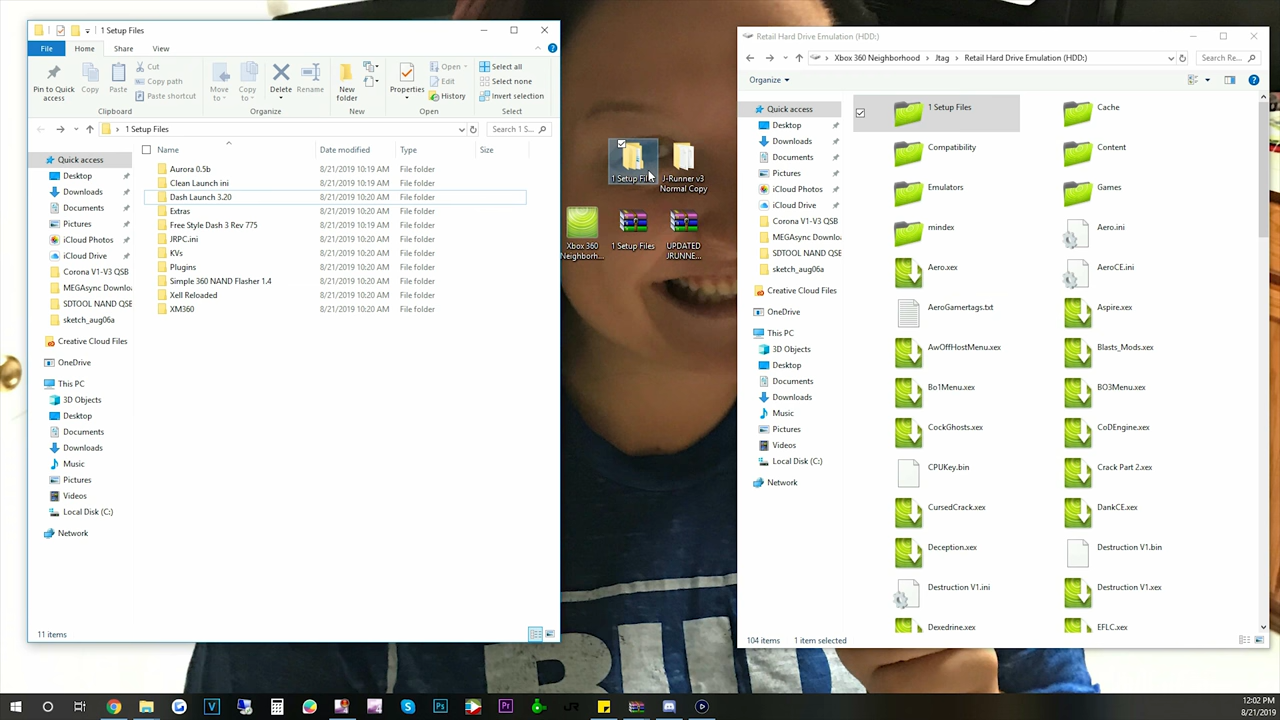 1 Setup Files
File
Home
Share
View
Pin to Quick
access
Copy
Paste
Cut
Copy path
Paste shortcut
Clipboard
Move
to
Copy
to
Delete
Rename
Organize
New
folder
New
Properties
Open
Edit
History
Open
Select all
Select none
Invert selection
Select
1 Setup Files
Search 1 S...
Name
Date modified
Type
Size
Quick access
Desktop
Downloads
Documents
Pictures
iCloud Photos
iCloud Drive
Corona V1-V3 QSB
MEGAsync Downlo
SDTOOL NAND QSE
sketch_aug06a
Creative Cloud Files
OneDrive
This PC
3D Objects
Desktop
Documents
Downloads
Music
Pictures
Videos
Local Disk (C:)
Network
Aurora 0.5b 8/21/2019 10:19 AM File folder
Clean Launch ini 8/21/2019 10:19 AM File folder
Dash Launch 3.20 8/21/2019 10:19 AM File folder
Extras 8/21/2019 10:19 AM File folder
Free Style Dash 3 Rev 775 8/21/2019 10:20 AM File folder
JRPC.ini 8/21/2019 10:20 AM File folder
KVs 8/21/2019 10:20 AM File folder
Plugins 8/21/2019 10:20 AM File folder
Simple 360 NAND Flasher 1.4 8/21/2019 10:20 AM File folder
Xell Reloaded 8/21/2019 10:20 AM File folder
XM360 8/21/2019 10:20 AM File folder
11 items
1 Setup Fil
J-Runner v3
Normal Copy
Xbox 360
Neighborh...
1 Setup Files
UPDATED
JRUNNE...
Retail Hard Drive Emulation (HDD:)
Xbox 360 Neighborhood
Jtag
Retail Hard Drive Emulation (HDD:)
Search Re...
Organize
Quick access
Desktop
Downloads
Documents
Pictures
iCloud Photos
iCloud Drive
Corona V1-V3 QSB
MEGAsync Downlo
SDTOOL NAND QSE
sketch_aug06a
Creative Cloud Files
OneDrive
This PC
3D Objects
Desktop
Documents
Downloads
Music
Pictures
Videos
Local Disk (C:)
Network
1 Setup Files
Cache
Compatibility
Content
Emulators
Games
mindex
Aero.ini
Aero.xex
AeroCE.ini
AeroGamertags.txt
Aspire.xex
AwOffHostMenu.xex
Blasts_Mods.xex
Bo1Menu.xex
BO3Menu.xex
CockGhosts.xex
CoDEngine.xex
CPUKey.bin
Crack Part 2.xex
CursedCrack.xex
DankCE.xex
Deception.xex
Destruction V1.bin
Destruction V1.ini
Destruction V1.xex
Dexedrine.xex
EFLC.xex
104 items
1 item selected
BU
12:02 PM
8/21/2019